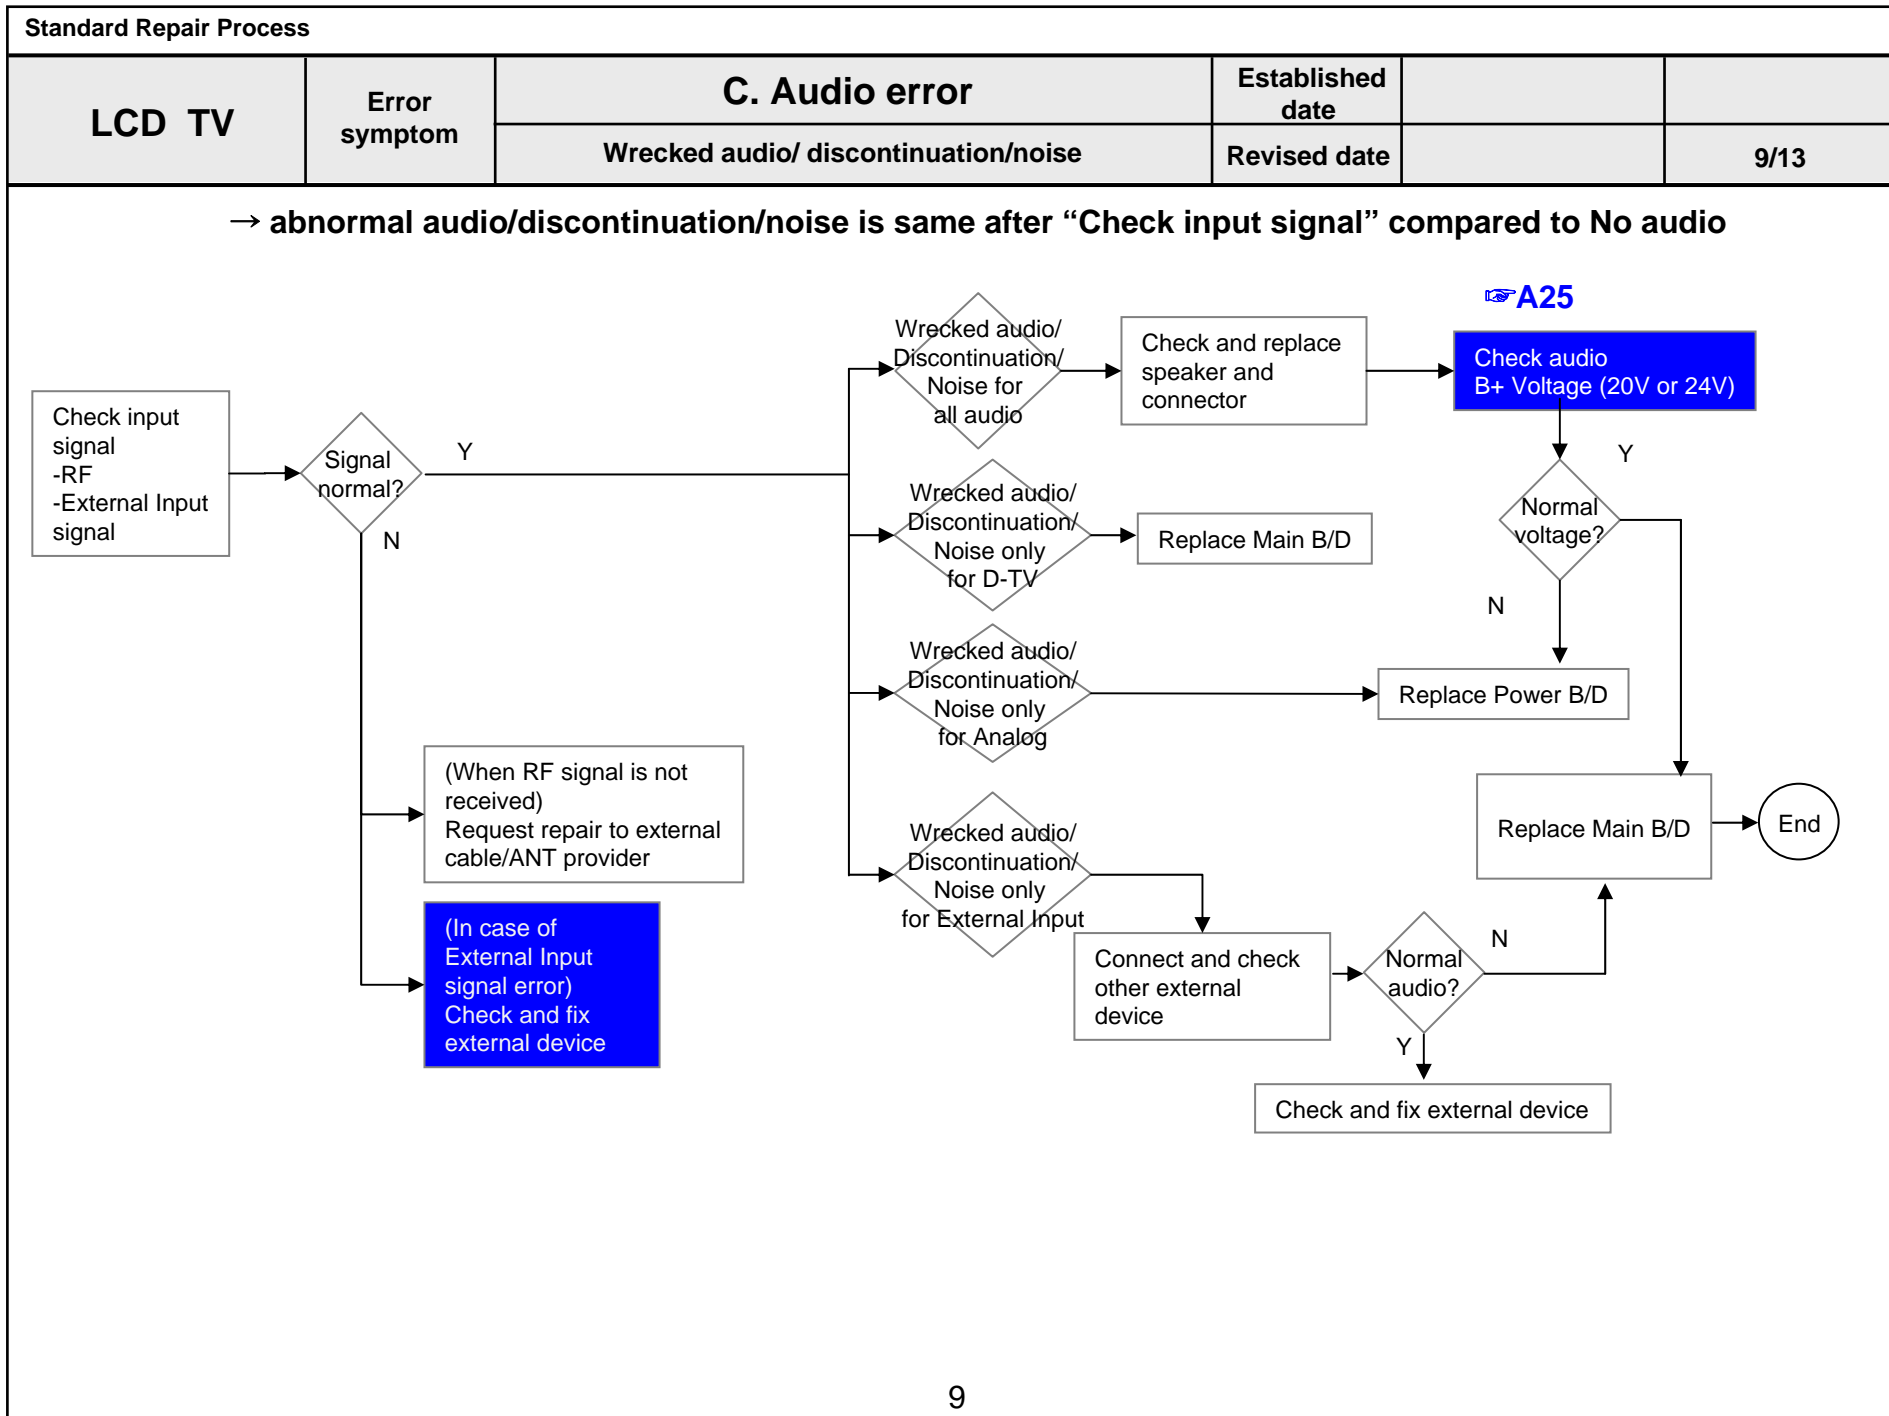 Standard Repair Process
LCD TV
Error
symptom
C. Audio error
Established
date
Wrecked audio/ discontinuation/noise
Revised date
9/13
→ abnormal audio/discontinuation/noise is same after “Check input signal” compared to No audio
☞A25
Check input
signal
-RF
-External Input
signal
Signal
normal?
Y
N
(When RF signal is not
received)
Request repair to external
cable/ANT provider
(In case of
External Input
signal error)
Check and fix
external device
Wrecked audio/
Discontinuation/
Noise for
all audio
Check and replace
speaker and
connector
Check audio
B+ Voltage (20V or 24V)
Y
Normal
voltage?
N
Wrecked audio/
Discontinuation/
Noise only
for D-TV
Replace Main B/D
Wrecked audio/
Discontinuation/
Noise only
for Analog
Replace Power B/D
Wrecked audio/
Discontinuation/
Noise only
for External Input
Connect and check
other external
device
Normal
audio?
N
Y
Replace Main B/D
End
Check and fix external device
9